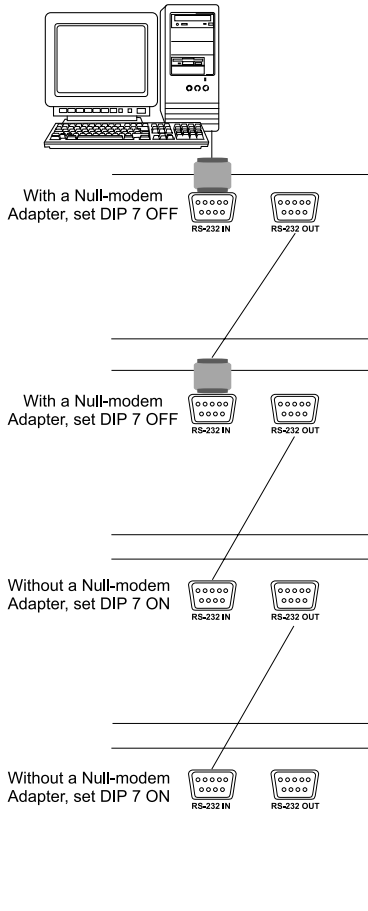 With a Null-modem
Adapter, set DIP 7 OFF
RS-232 IN
RS-232 OUT
With a Null-modem
Adapter, set DIP 7 OFF
RS-232 IN
RS-232 OUT
Without a Null-modem
Adapter, set DIP 7 ON
RS-232 IN
RS-232 OUT
Without a Null-modem
Adapter, set DIP 7 ON
RS-232 IN
RS-232 OUT